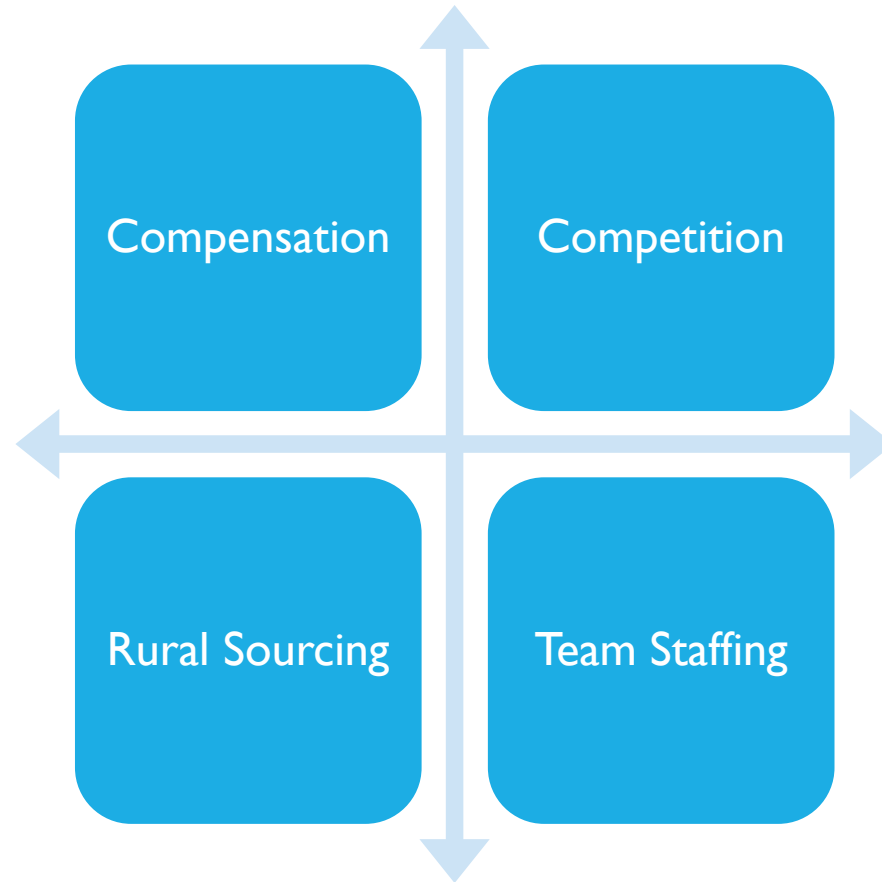 Compensation
Competition
Rural Sourcing
Team Staffing